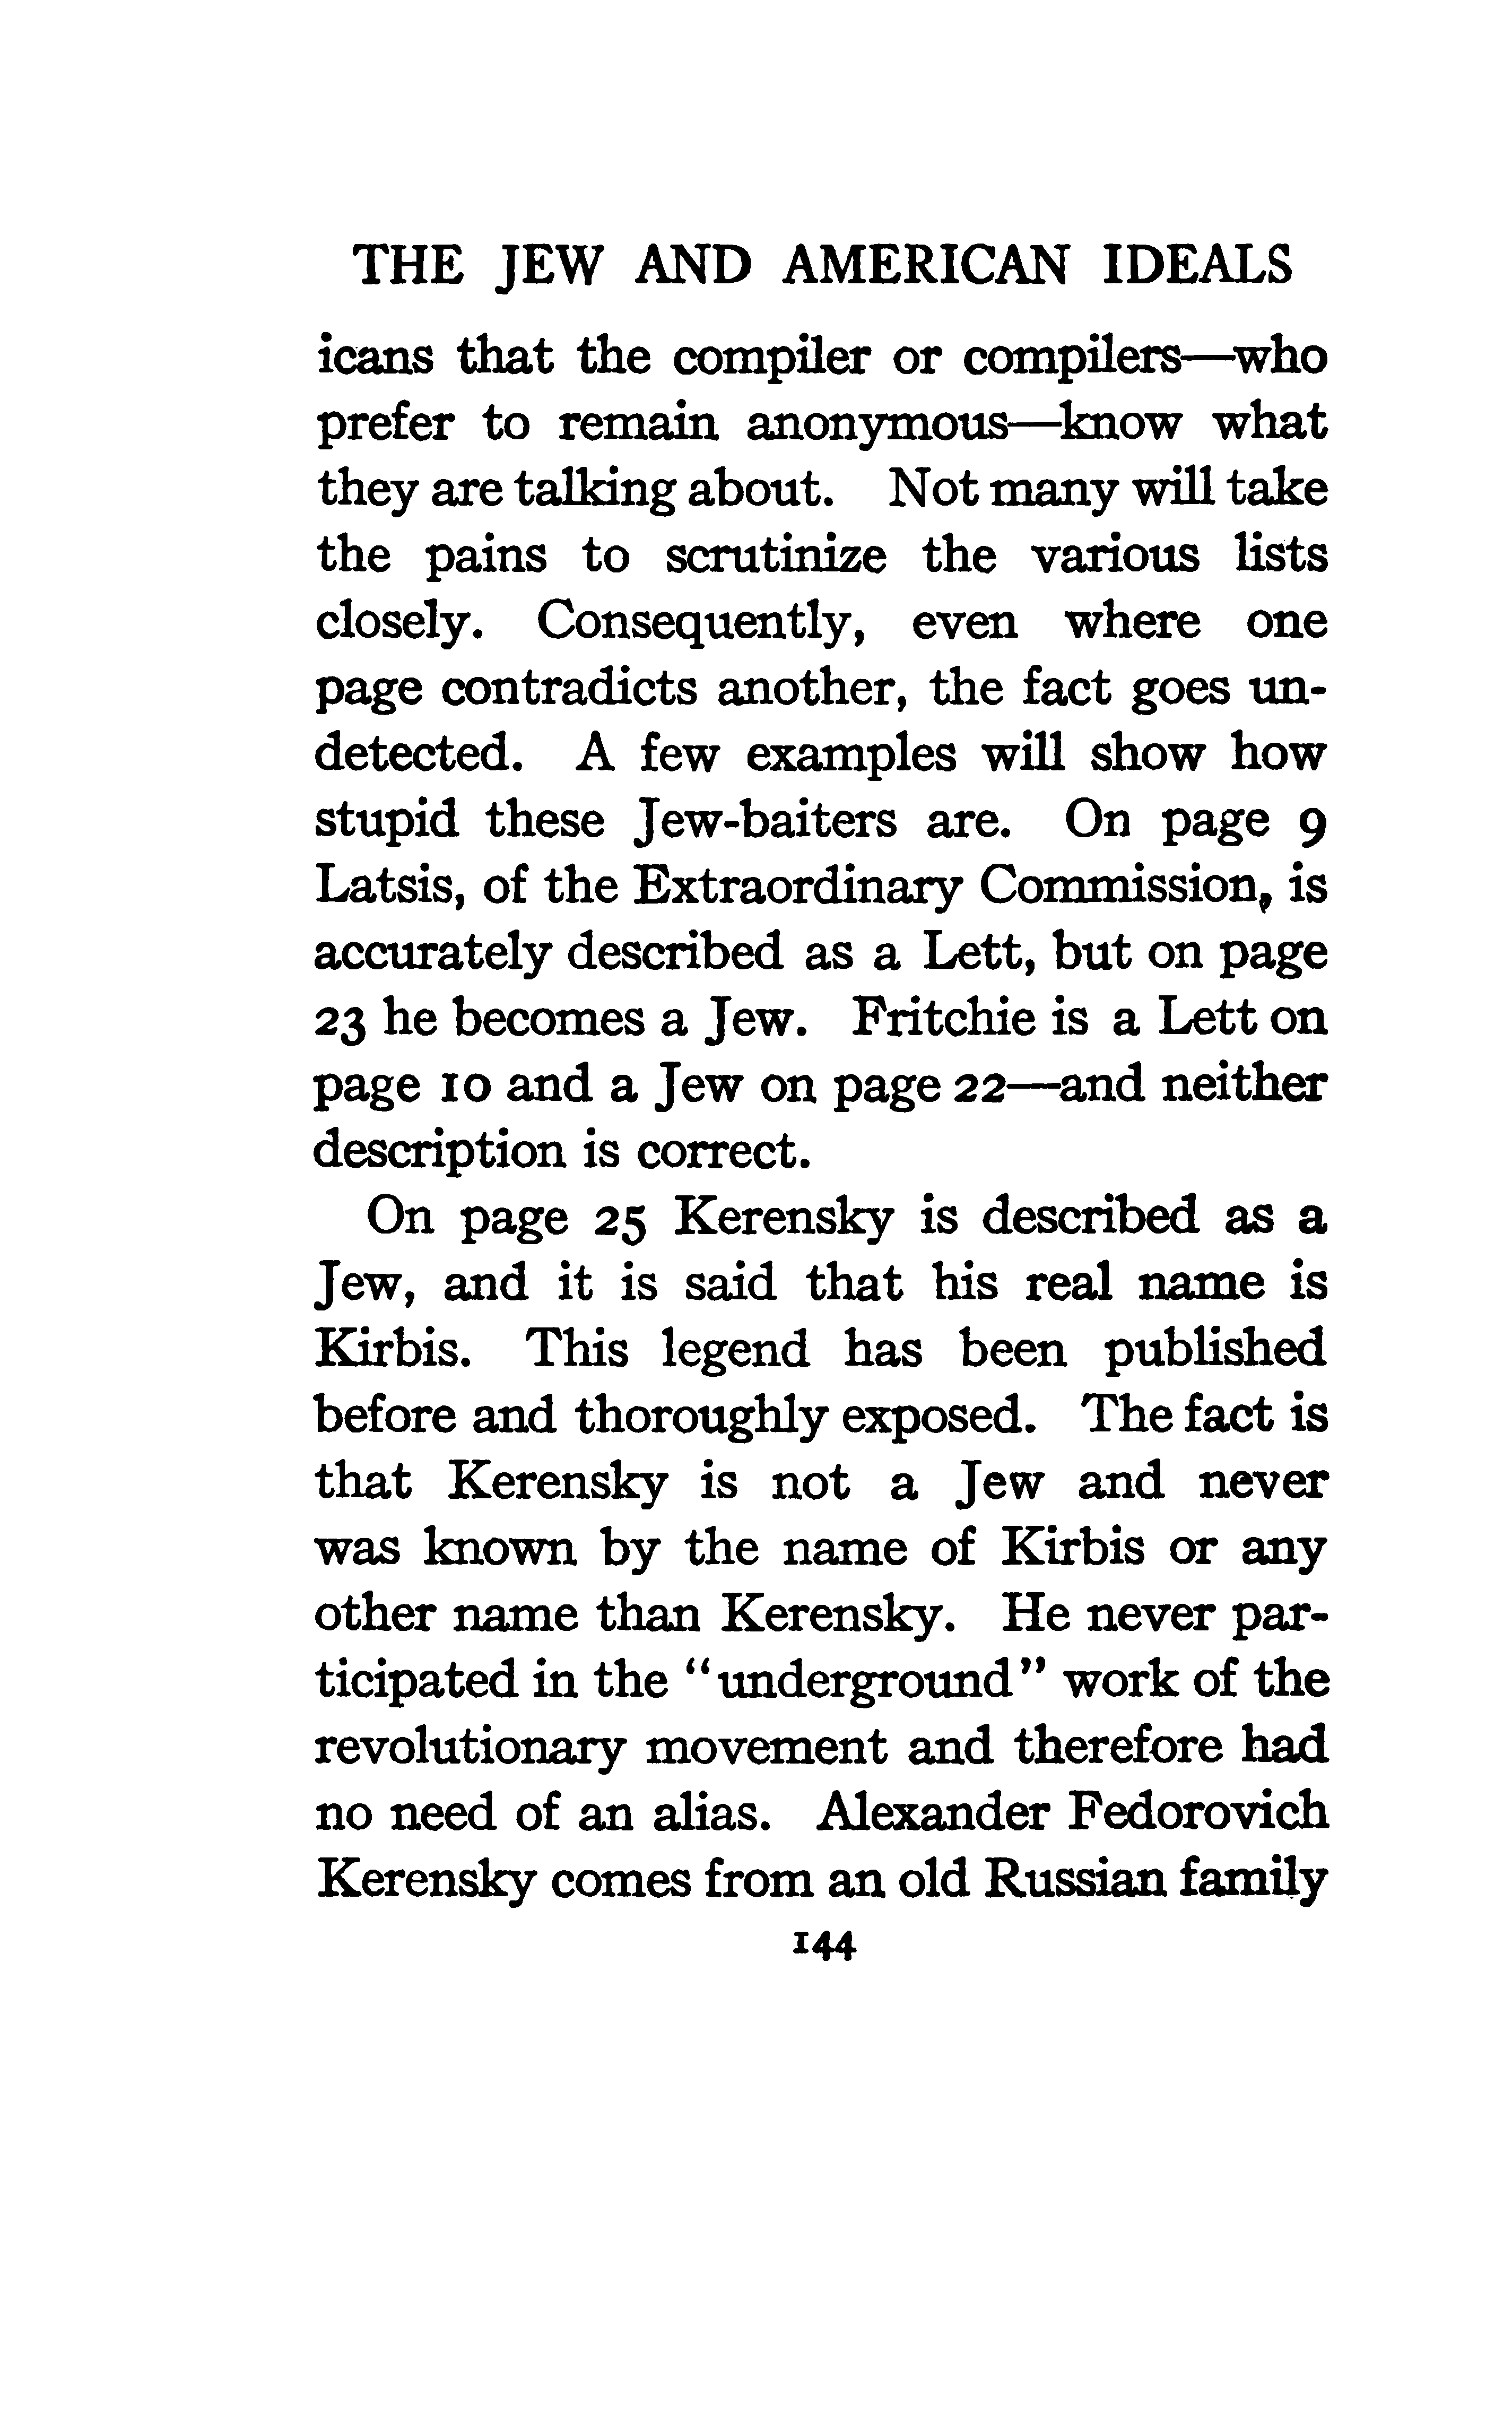 THE JEW AND AMERICAN IDEALS
icans that the compiler or compilers—who
prefer to remain anonymous—know what
they are talking about. Not many will take
the pains to scrutinize the various lists
closely. Consequently, even where one
page contradicts another, the fact goes un-
detected. A few examples will show how
stupid these Jew-baiters are. On page 9
Latsis, of the Extraordinary Commission, is
accurately described as a Lett, but on page
23 he becomes a Jew. Fritchie is a Lett on
page 10 and a Jew on page 22—and neither
description is correct.
On page 25 Kerensky is described as a
Jew, and it is said that his real name is
Kirbis. This legend has been published
before and thoroughly exposed. The fact is
that Kerensky is not a Jew and never
was known by the name of Kirbis or any
other name than Kerensky. He never par-
ticipated in the "underground" work of the
revolutionary movement and therefore had
no need of an alias. Alexander Fedorovich
Kerensky comes from an old Russian family
144